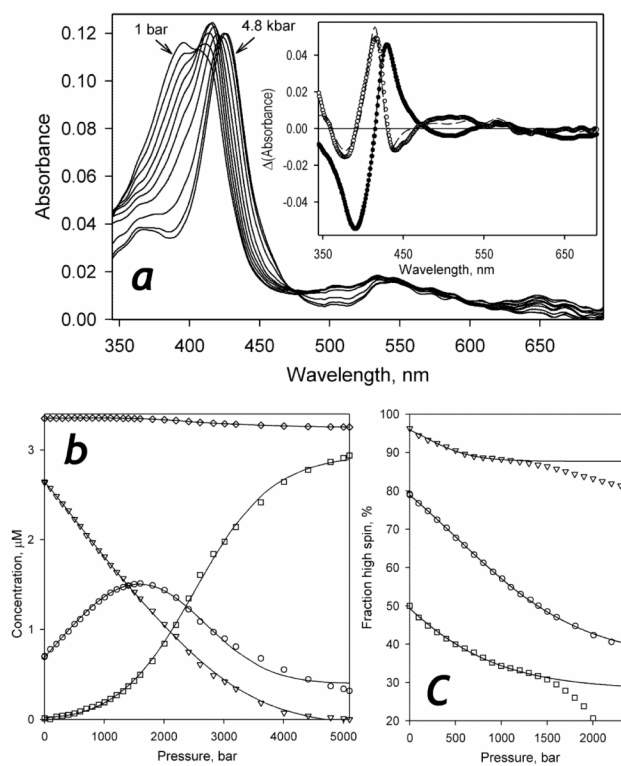 1 bar
4.8 kbar
0.12
0.10
0.08
0.06
0.04
0.02
0.00
Absorbance
a
350 400 450 500 550 600 650
Wavelength, nm
0.04
0.02
0.00
-0.02
-0.04
Δ(Absorbance)
350 450 550 650
Wavelength, nm
b
3
2
1
0
Concentration, μM
0 1000 2000 3000 4000 5000
Pressure, bar
C
100
90
80
70
60
50
40
30
20
Fraction high spin, %
0 500 1000 1500 2000
Pressure, bar